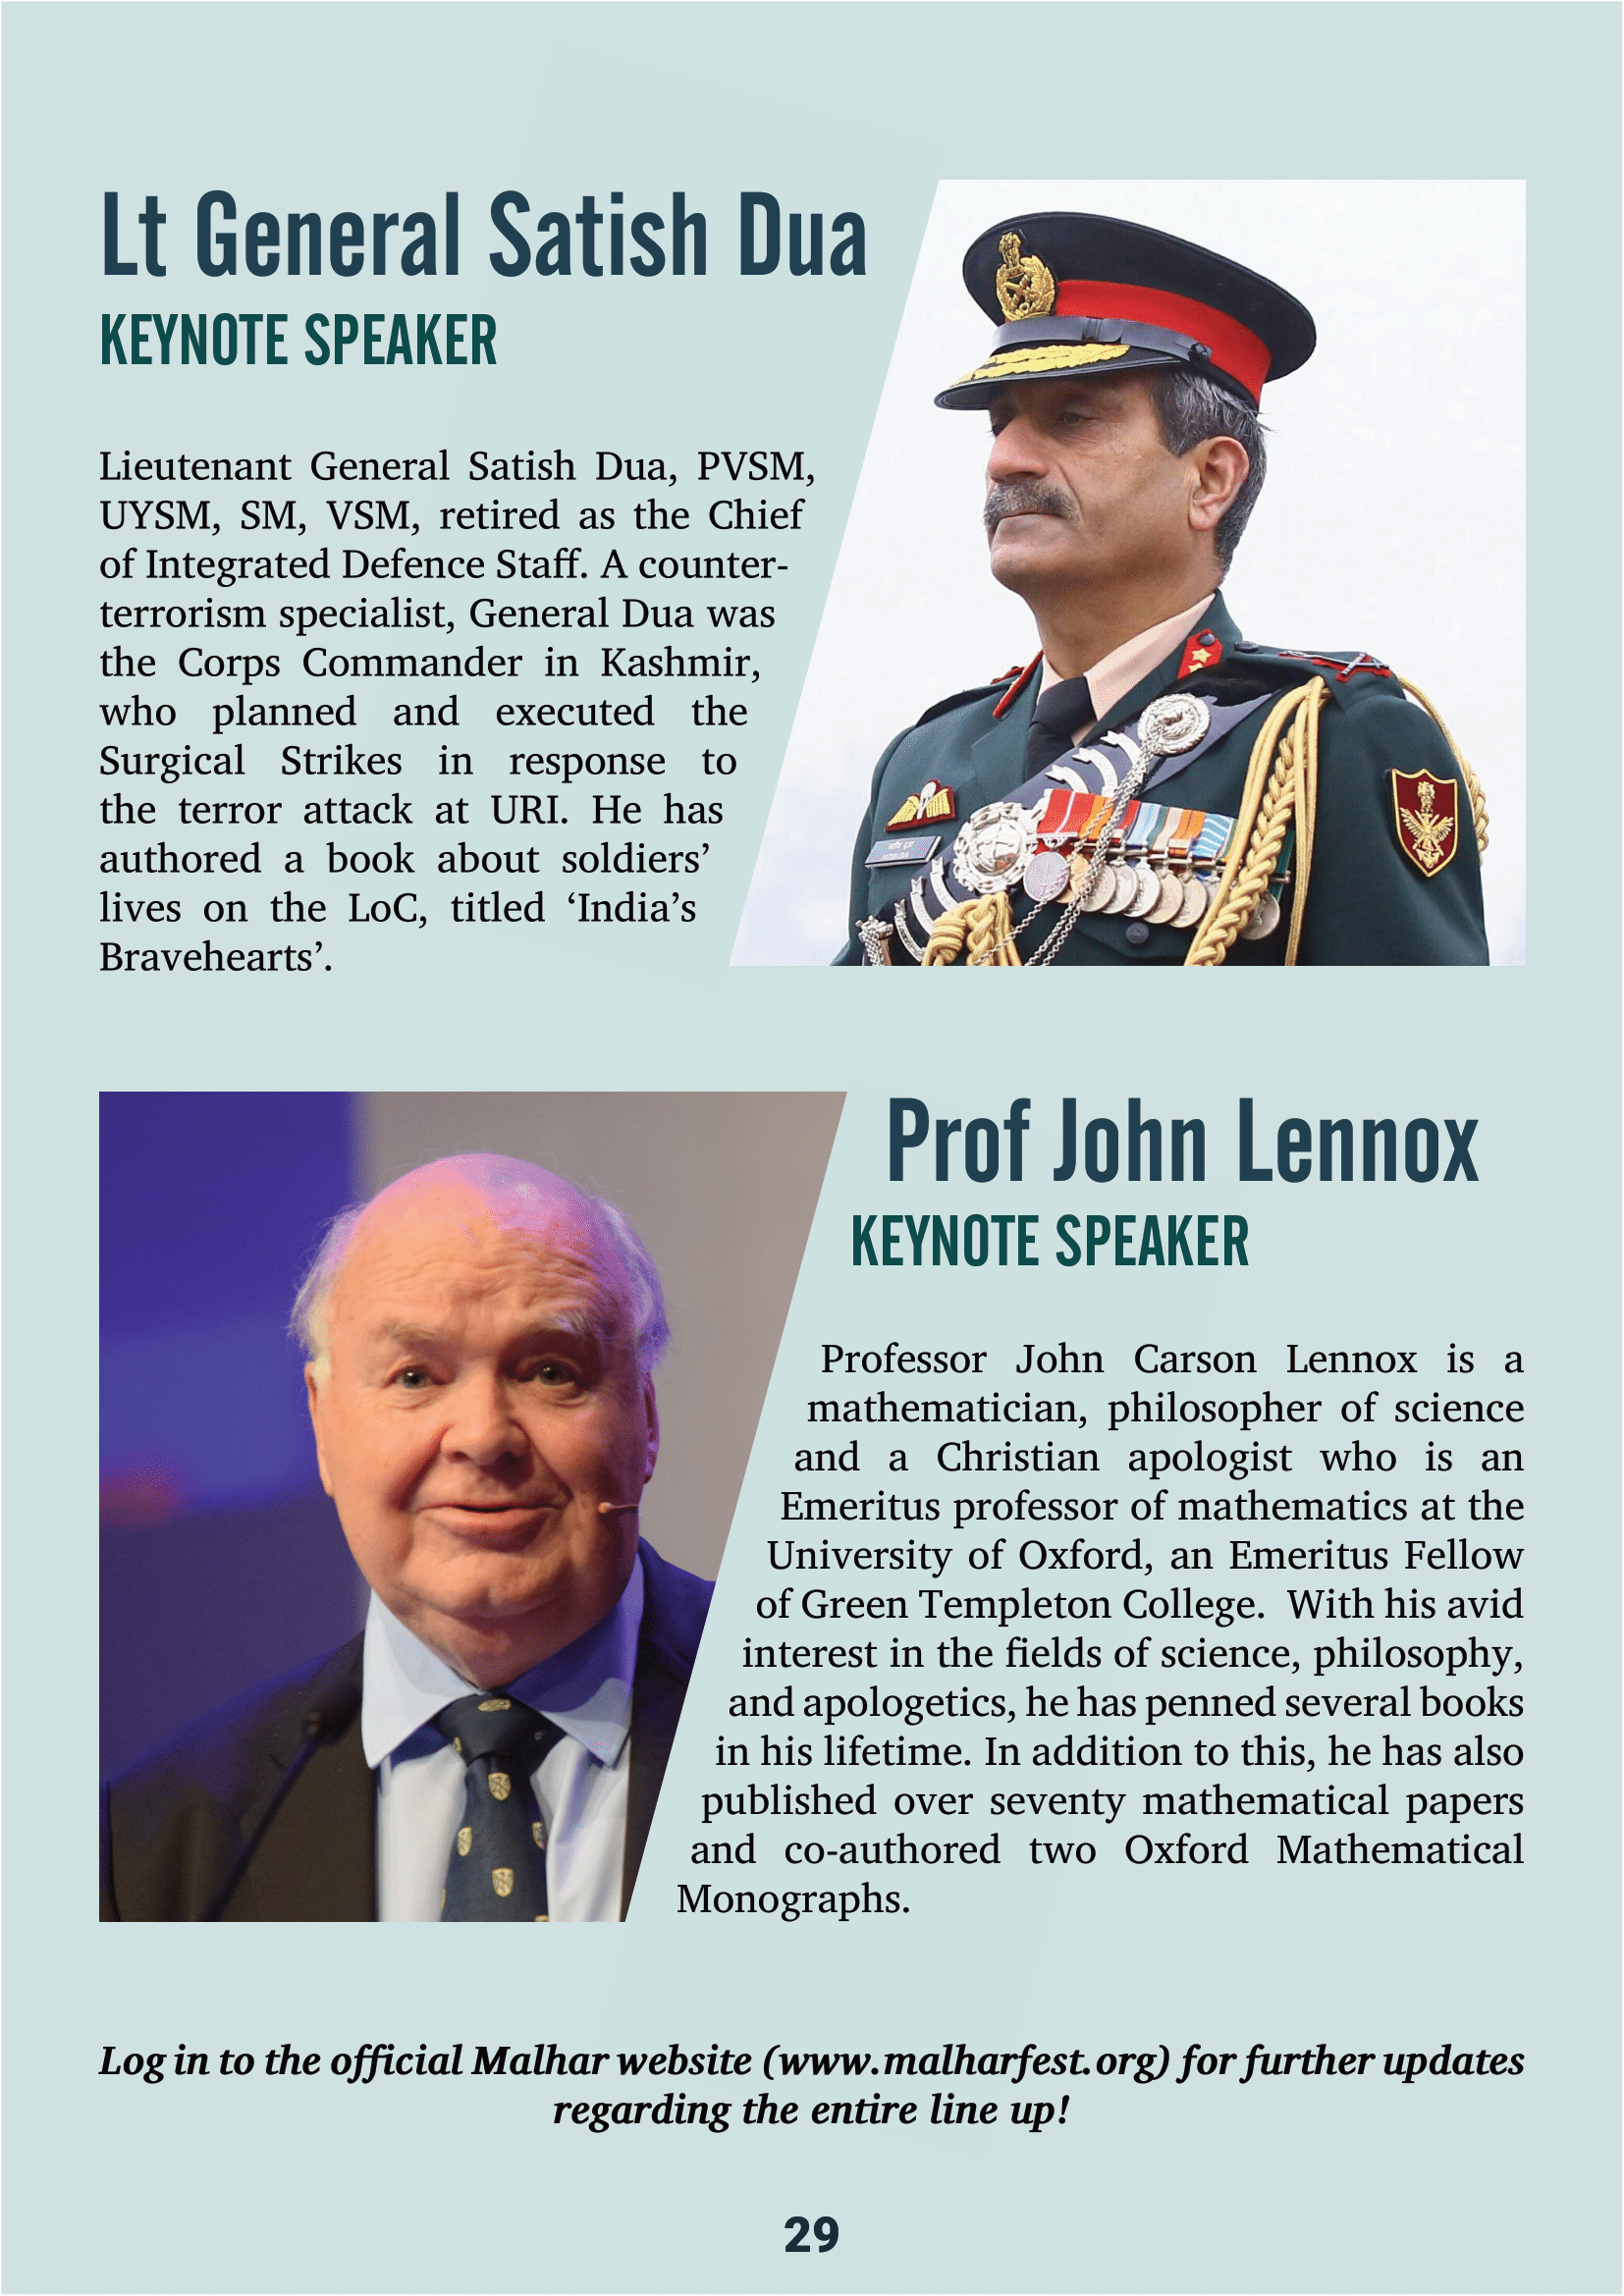 Lt General Satish Dua
KEYNOTE SPEAKER
Lieutenant General Satish Dua, PVSM,
UYSM, SM, VSM, retired as the Chief
of Integrated Defence Staff. A counter-
terrorism specialist, General Dua was
the Corps Commander in Kashmir,
who planned and executed the
Surgical Strikes in response to
the terror attack at URI. He has
authored a book about soldiers’
lives on the LoC, titled ‘India’s
Bravehearts’.
Prof John Lennox
KEYNOTE SPEAKER
Professor John Carson Lennox is a
mathematician, philosopher of science
and a Christian apologist who is an
Emeritus professor of mathematics at the
University of Oxford, an Emeritus Fellow
of Green Templeton College. With his avid
interest in the fields of science, philosophy,
and apologetics, he has penned several books
in his lifetime. In addition to this, he has also
published over seventy mathematical papers
and co-authored two Oxford Mathematical
Monographs.
Log in to the official Malhar website (www.malharfest.org) for further updates
regarding the entire line up!
29